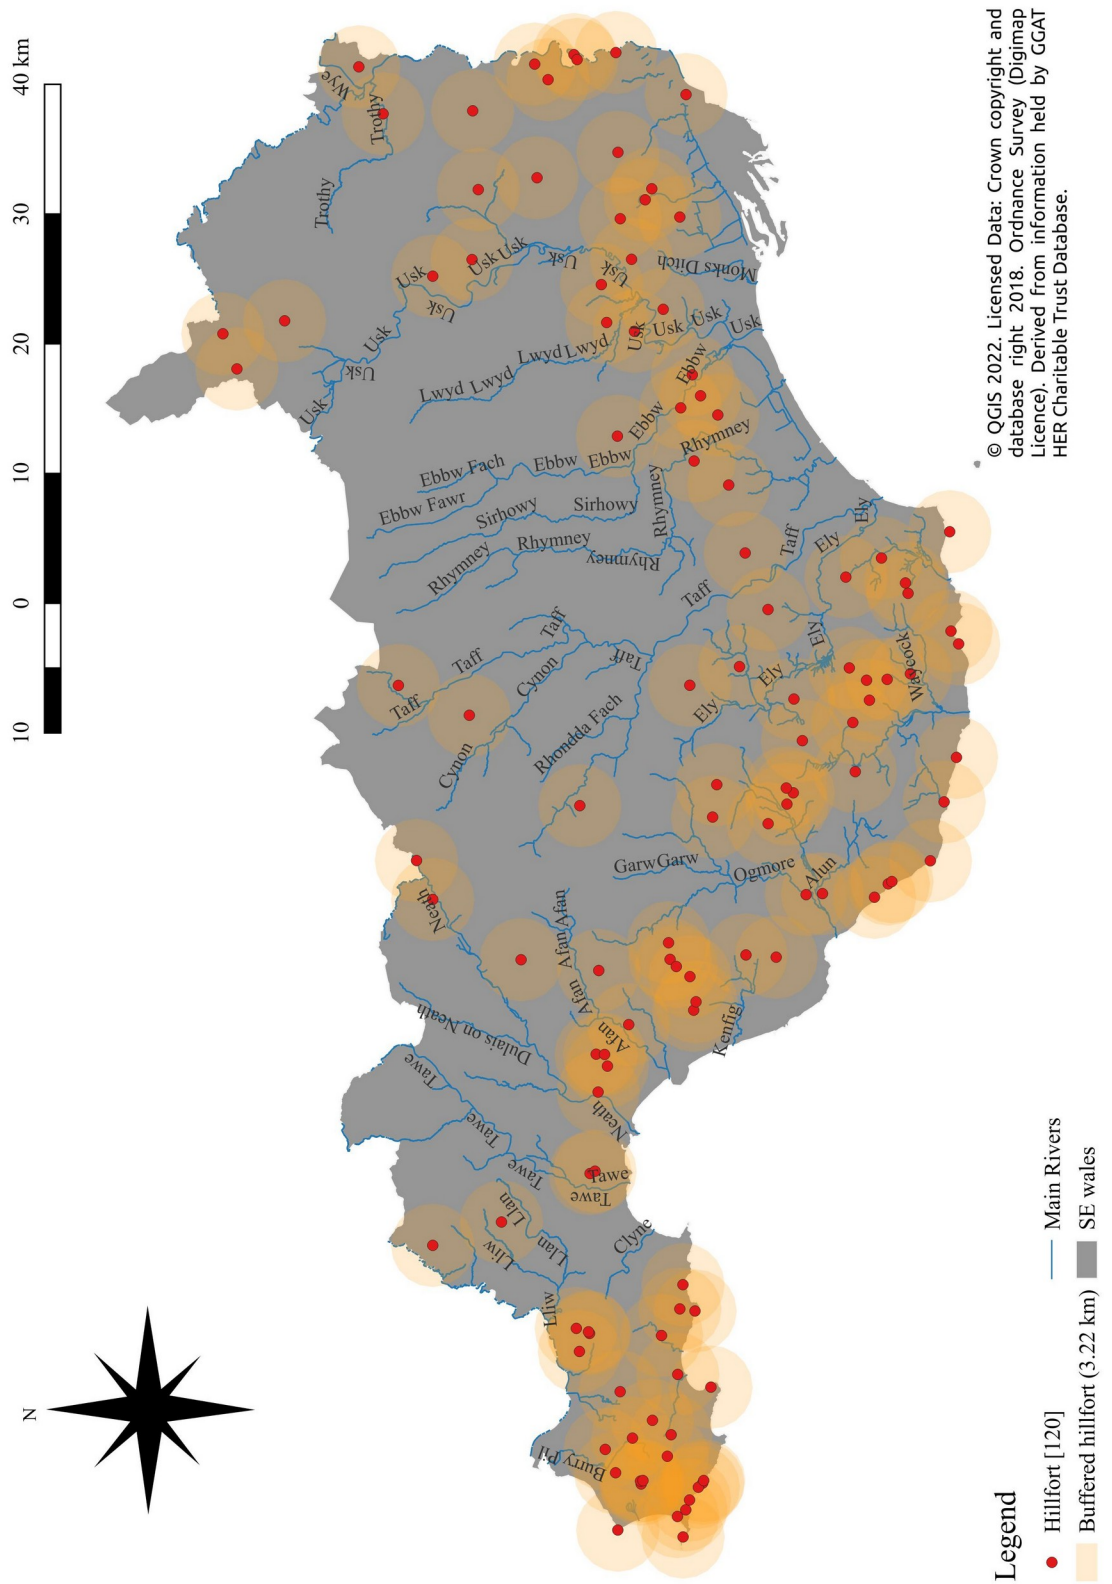 N
10
0
10
20
30
40 km
Wye
Trothy
Trothy
Usk
Usk
Usk
Usk
Usk
Usk
Usk
Usk
Usk
Usk
Usk
Usk
Usk
Usk
Monks Ditch
Lwyd
Lwyd
Lwyd
Lwyd
Ebbw
Ebbw
Ebbw
Ebbw
Ebbw Fach
Ebbw Fawr
Sirhowy
Sirhowy
Rhymney
Rhymney
Rhymney
Rhymney
Rhymney
Taff
Taff
Taff
Taff
Taff
Taff
Cynon
Cynon
Rhondda Fach
Ely
Ely
Ely
Ely
Ely
Waycock
Garw
Garw
Ogmore
Alun
Neath
Neath
Dulais on Neath
Afan
Afan
Afan
Afan
Kenfig
Tawe
Tawe
Tawe
Tawe
Tawe
Llan
Llan
Lliw
Lliw
Clyne
Burry Pil
Legend
Hillfort [120]
Main Rivers
Buffered hillfort (3.22 km)
SE wales
© QGIS 2022. Licensed Data: Crown copyright and
database right 2018. Ordnance Survey (Digimap
Licence). Derived from information held by GGAT
HER Charitable Trust Database.